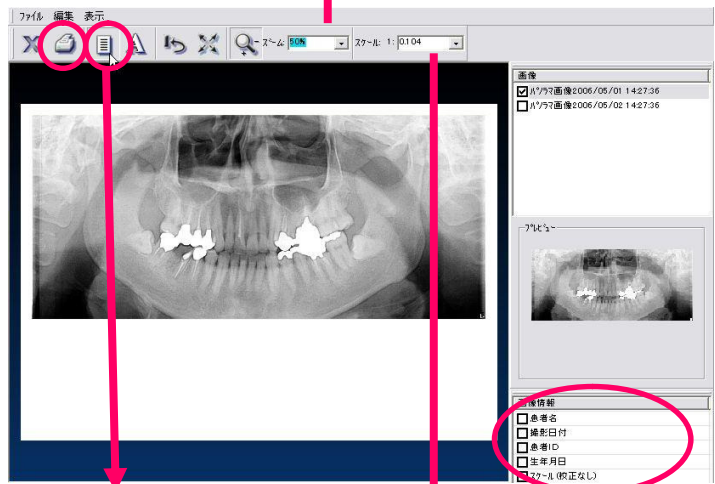 ファイル 編集 表示
ズーム: 50% スケール: 1: 0.104
画像
パノラマ画像2006/05/01 14:27:36
パノラマ画像2006/05/02 14:27:36
プレビュー
画像情報
患者名
撮影日付
患者ID
生年月日
スケール (校正なし)